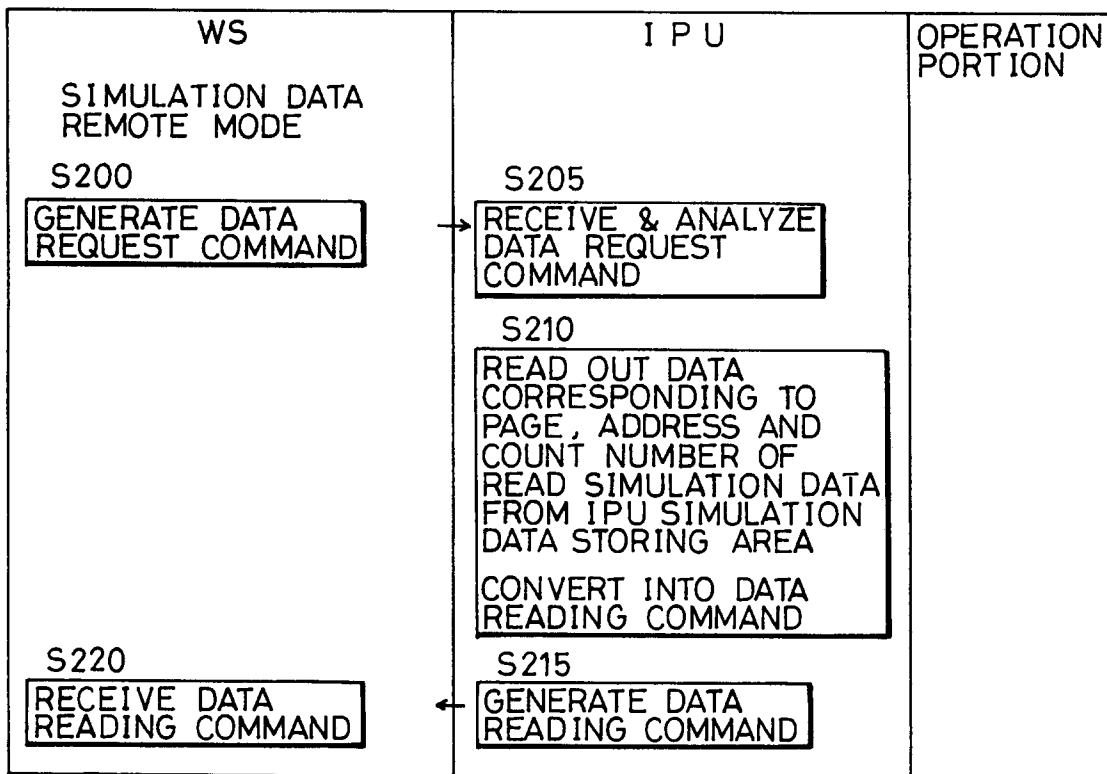 WS
IPU
OPERATION
PORTION
SIMULATION DATA
REMOTE MODE
S200
GENERATE DATA
REQUEST COMMAND
S205
RECEIVE & ANALYZE
DATA REQUEST
COMMAND
S210
READ OUT DATA
CORRESPONDING TO
PAGE, ADDRESS AND
COUNT NUMBER OF
READ SIMULATION DATA
FROM IPU SIMULATION
DATA STORING AREA
CONVERT INTO DATA
READING COMMAND
S220
RECEIVE DATA
READING COMMAND
S215
GENERATE DATA
READING COMMAND